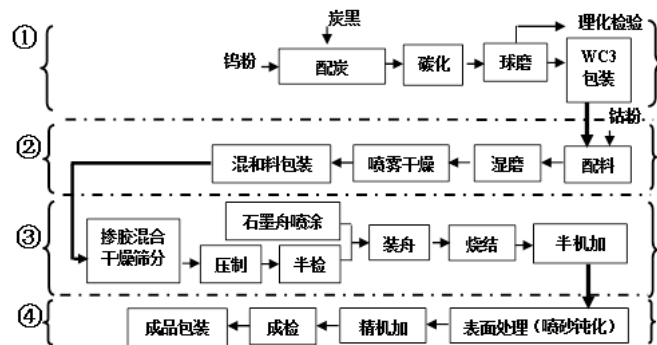 ①
炭黑
钨粉
配炭
碳化
球磨
理化检验
WC3
包装
②
钴粉
混和料包装
喷雾干燥
湿磨
配料
③
掺胶混合
干燥筛分
压制
石墨舟喷涂
半检
装舟
烧结
半机加
④
成品包装
成检
精机加
表面处理（喷砂钝化）